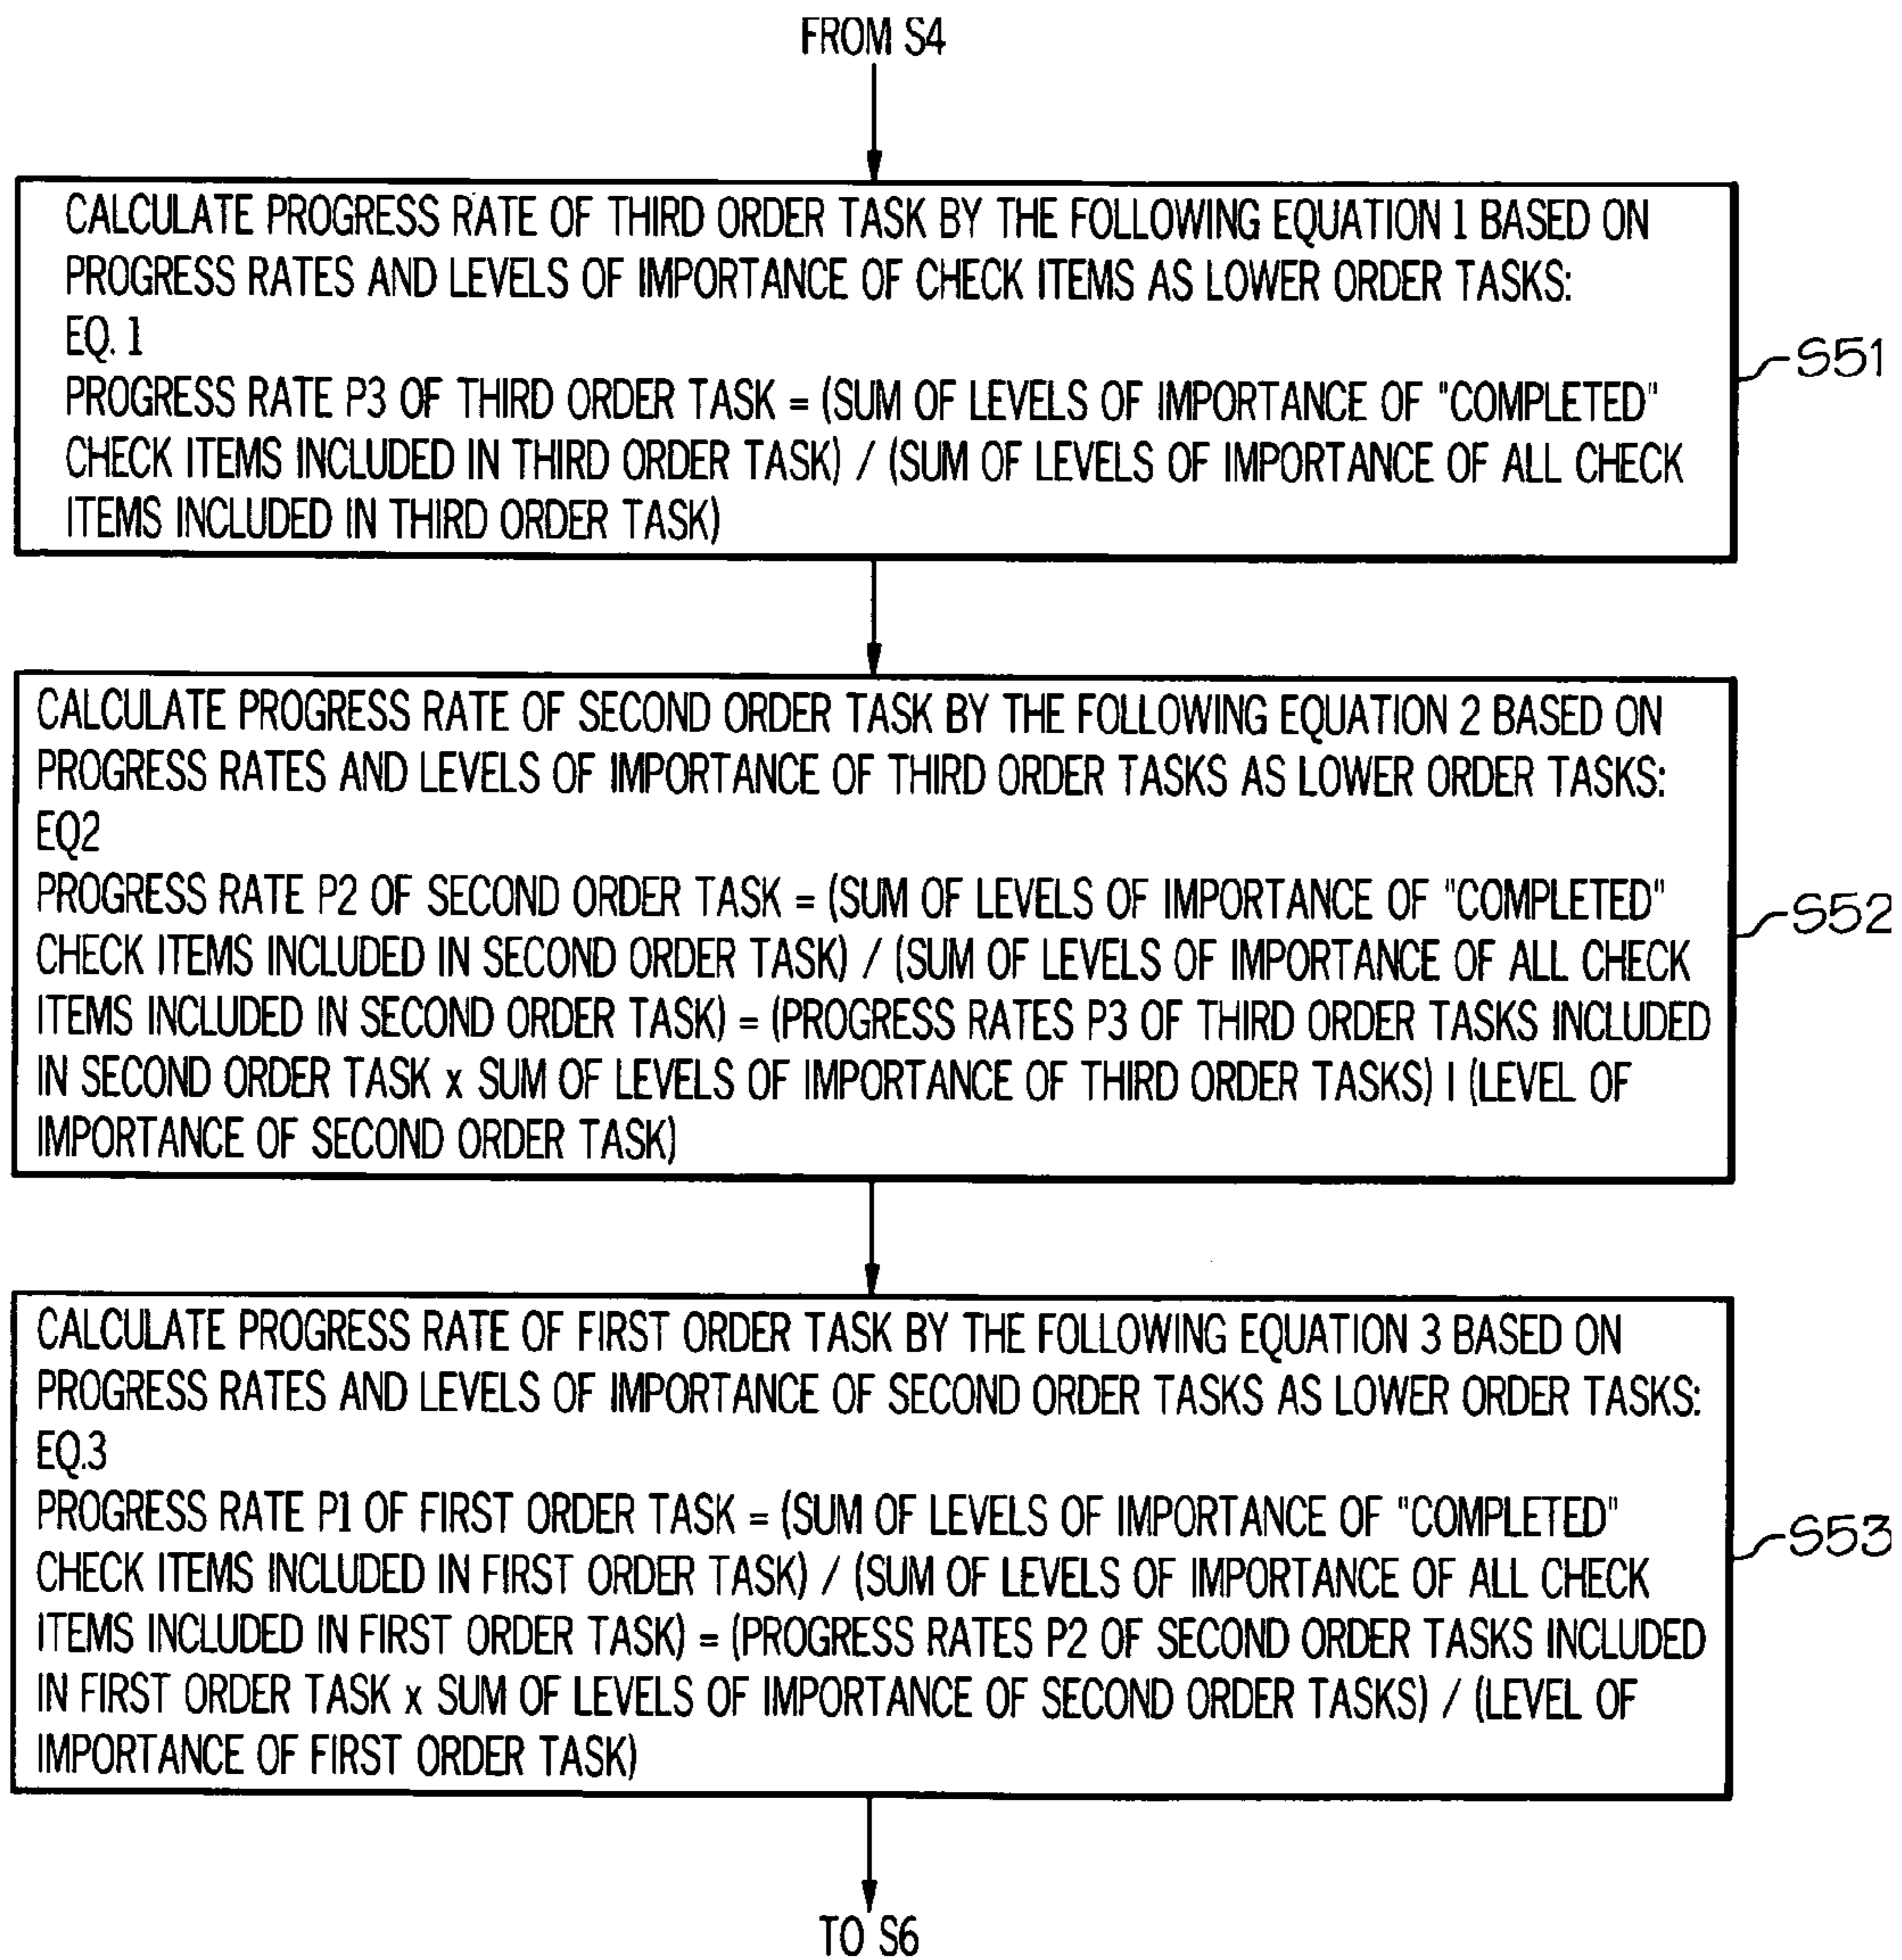 FROM S4
CALCULATE PROGRESS RATE OF THIRD ORDER TASK BY THE FOLLOWING EQUATION 1 BASED ON
PROGRESS RATES AND LEVELS OF IMPORTANCE OF CHECK ITEMS AS LOWER ORDER TASKS:
EQ. 1
PROGRESS RATE P3 OF THIRD ORDER TASK = (SUM OF LEVELS OF IMPORTANCE OF "COMPLETED"
CHECK ITEMS INCLUDED IN THIRD ORDER TASK) / (SUM OF LEVELS OF IMPORTANCE OF ALL CHECK
ITEMS INCLUDED IN THIRD ORDER TASK)
S51
CALCULATE PROGRESS RATE OF SECOND ORDER TASK BY THE FOLLOWING EQUATION 2 BASED ON
PROGRESS RATES AND LEVELS OF IMPORTANCE OF THIRD ORDER TASKS AS LOWER ORDER TASKS:
EQ2
PROGRESS RATE P2 OF SECOND ORDER TASK = (SUM OF LEVELS OF IMPORTANCE OF "COMPLETED"
CHECK ITEMS INCLUDED IN SECOND ORDER TASK) / (SUM OF LEVELS OF IMPORTANCE OF ALL CHECK
ITEMS INCLUDED IN SECOND ORDER TASK) = (PROGRESS RATES P3 OF THIRD ORDER TASKS INCLUDED
IN SECOND ORDER TASK x SUM OF LEVELS OF IMPORTANCE OF THIRD ORDER TASKS) I (LEVEL OF
IMPORTANCE OF SECOND ORDER TASK)
S52
CALCULATE PROGRESS RATE OF FIRST ORDER TASK BY THE FOLLOWING EQUATION 3 BASED ON
PROGRESS RATES AND LEVELS OF IMPORTANCE OF SECOND ORDER TASKS AS LOWER ORDER TASKS:
EQ.3
PROGRESS RATE P1 OF FIRST ORDER TASK = (SUM OF LEVELS OF IMPORTANCE OF "COMPLETED"
CHECK ITEMS INCLUDED IN FIRST ORDER TASK) / (SUM OF LEVELS OF IMPORTANCE OF ALL CHECK
ITEMS INCLUDED IN FIRST ORDER TASK) = (PROGRESS RATES P2 OF SECOND ORDER TASKS INCLUDED
IN FIRST ORDER TASK x SUM OF LEVELS OF IMPORTANCE OF SECOND ORDER TASKS) / (LEVEL OF
IMPORTANCE OF FIRST ORDER TASK)
S53
TO S6